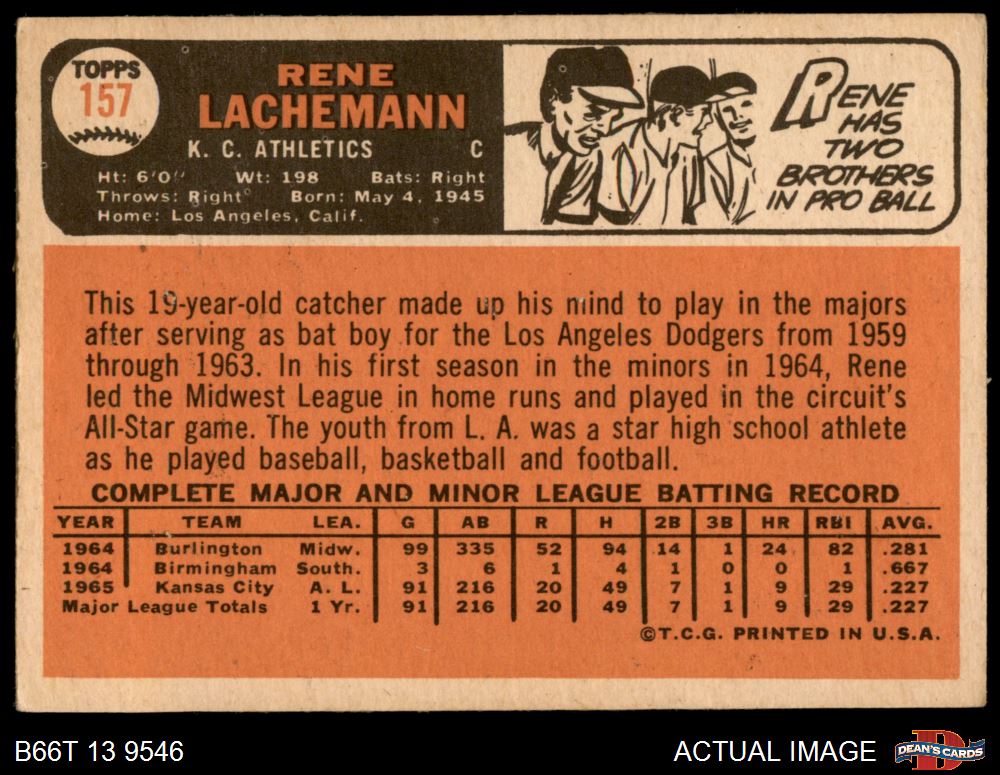 TOPPS
157
RENE
LACHEMANN
K. C. ATHLETICS C
Ht: 6'0" Wt: 198 Bats: Right
Throws: Right Born: May 4, 1945
Home: Los Angeles, Calif.
RENE
HAS
TWO
BROTHERS
IN PRO BALL
This 19-year-old catcher made up his mind to play in the majors
after serving as bat boy for the Los Angeles Dodgers from 1959
through 1963. In his first season in the minors in 1964, Rene
led the Midwest League in home runs and played in the circuit's
All-Star game. The youth from L. A. was a star high school athlete
as he played baseball, basketball and football.
COMPLETE MAJOR AND MINOR LEAGUE BATTING RECORD
YEAR TEAM LEA. G AB R H 2B 3B HR RBI AVG.
1964 Burlington Midw. 99 335 52 94 14 1 24 82 .281
1964 Birmingham South. 3 6 1 4 1 0 0 1 .667
1965 Kansas City A. L. 91 216 20 49 7 1 9 29 .227
Major League Totals 1 Yr. 91 216 20 49 7 1 9 29 .227
©T.C.G. PRINTED IN U.S.A.
B66T 13 9546
ACTUAL IMAGE
DEAN'S CARDS